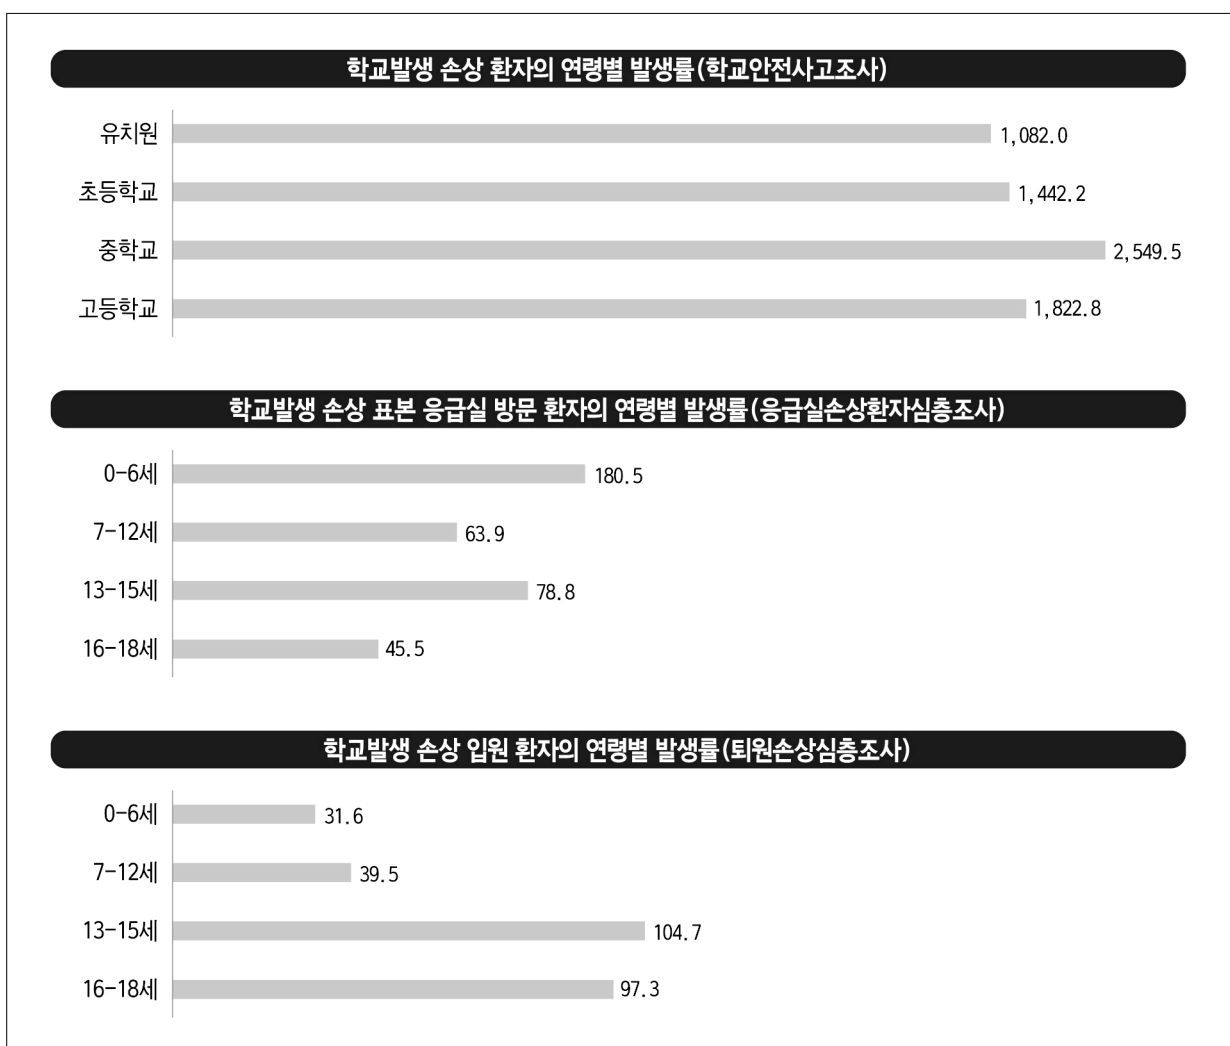 학교발생 손상 환자의 연령별 발생률(학교안전사고조사)
유치원 1,082.0
초등학교 1,442.2
중학교 2,549.5
고등학교 1,822.8
학교발생 손상 표본 응급실 방문 환자의 연령별 발생률(응급실손상환자심층조사)
0-6세 180.5
7-12세 63.9
13-15세 78.8
16-18세 45.5
학교발생 손상 입원 환자의 연령별 발생률(퇴원손상심층조사)
0-6세 31.6
7-12세 39.5
13-15세 104.7
16-18세 97.3